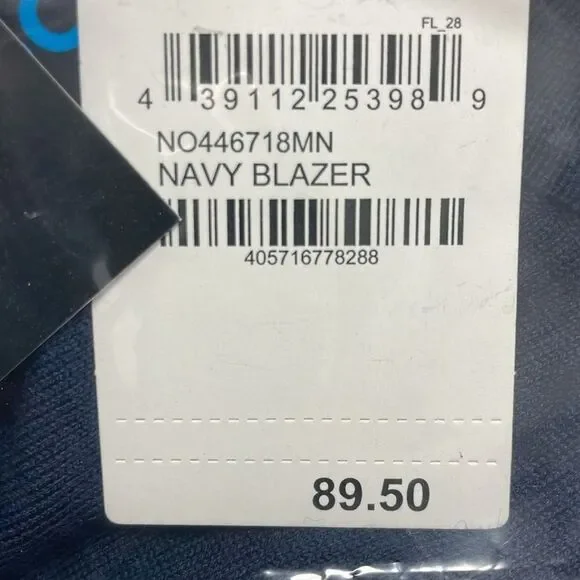 FL_28
4 39112 25398 9
NO446718MN
NAVY BLAZER
405716778288
89.50